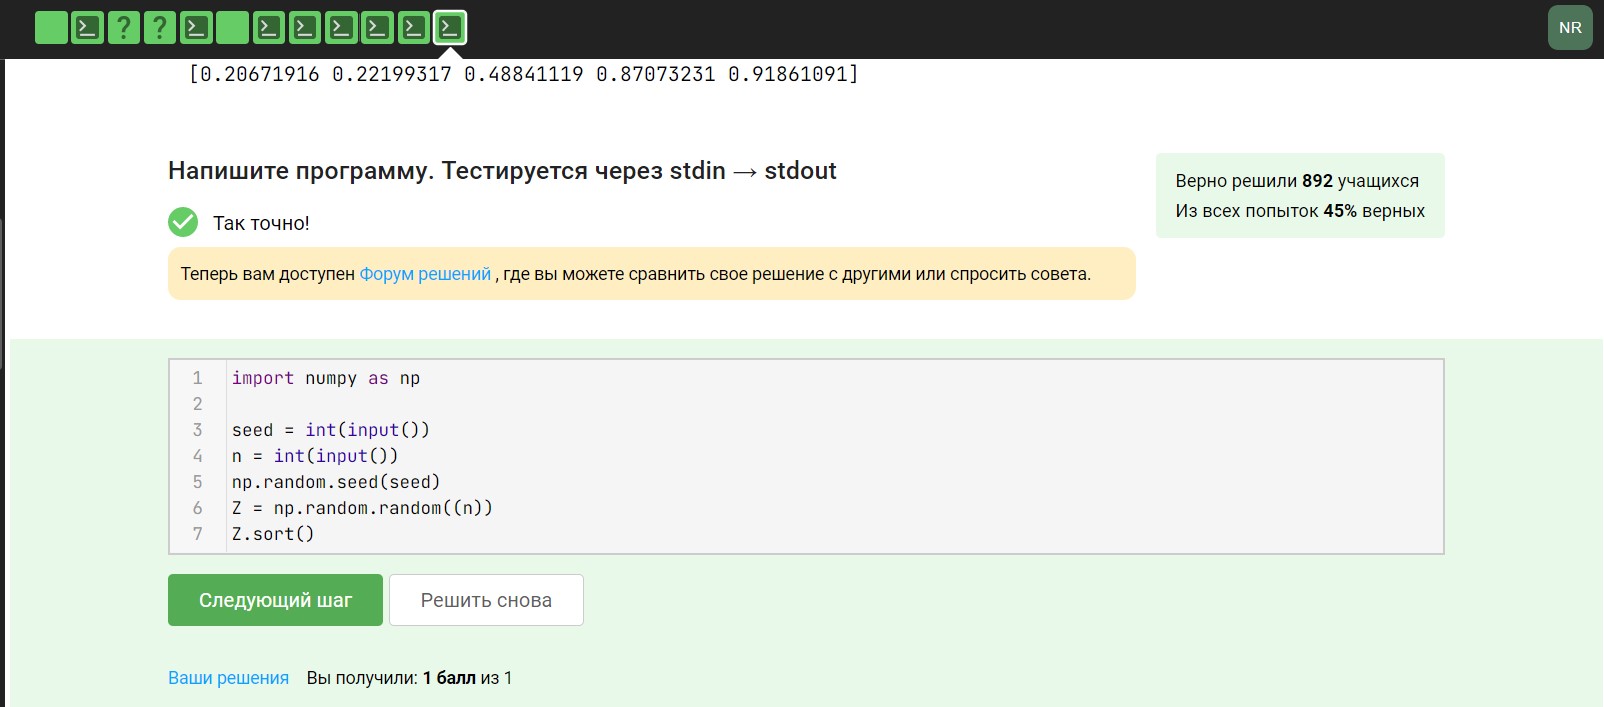 ? ?
NR
[0.20671916 0.22199317 0.48841119 0.87073231 0.91861091]
Напишите программу. Тестируется через stdin → stdout
Верно решили 892 учащихся
Из всех попыток 45% верных
Так точно!
Теперь вам доступен Форум решений , где вы можете сравнить свое решение с другими или спросить совета.
1 import numpy as np
2
3 seed = int(input())
4 n = int(input())
5 np.random.seed(seed)
6 Z = np.random.random((n))
7 Z.sort()
Следующий шаг
Решить снова
Ваши решения Вы получили: 1 балл из 1